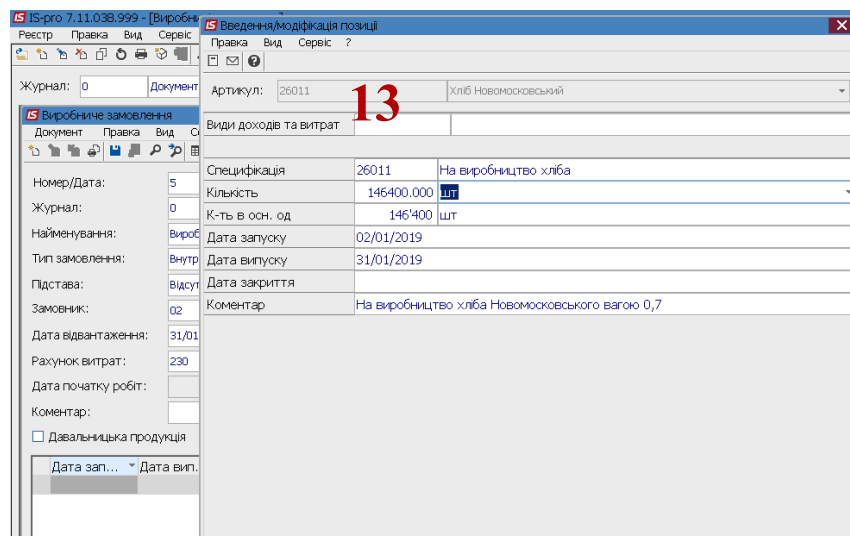 IS-pro 7.11.038.999 - [Виробни
Реєстр Правка Вид Сервіс
Журнал: 0 Документ
Виробниче замовлення
Документ Правка Вид
Номер/Дата: 5
Журнал: 0
Найменування: Вироб
Тип замовлення: Внутр
Підстава: Відсут
Замовник: 02
Дата відвантаження: 31/01
Рахунок витрат: 230
Дата початку робіт:
Коментар:
Давальницька продукція
Дата зап... Дата вип.
Введення/модіфікація позиції
Правка Вид Сервіс ?
Артикул: 26011 Хліб Новомосковський
13
Види доходів та витрат
Специфікація 26011 На виробництво хліба
Кількість 146400.000 шт
К-ть в осн. од 146'400 шт
Дата запуску 02/01/2019
Дата випуску 31/01/2019
Дата закриття
Коментар На виробництво хліба Новомосковського вагою 0,7